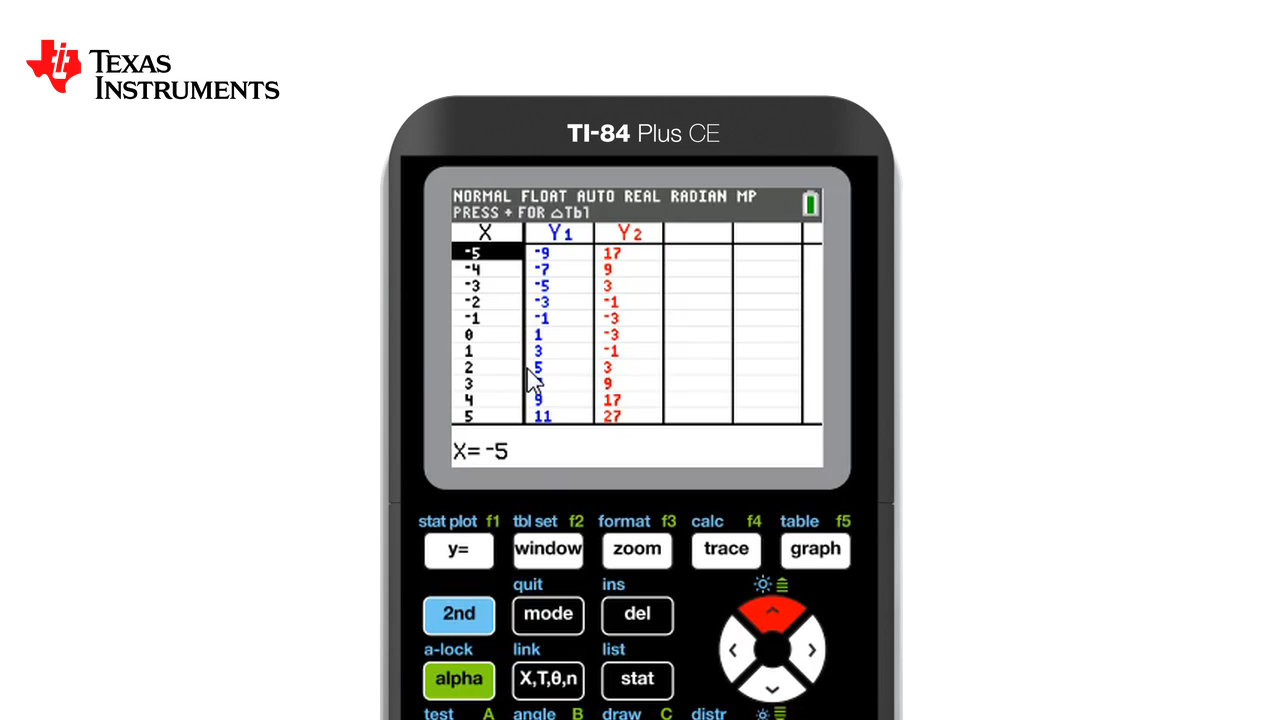 TEXAS
INSTRUMENTS
TI-84 Plus CE
NORMAL FLOAT AUTO REAL RADIAN MP
PRESS + FOR △Tbl
X Y1 Y2
-5 -9 17
-4 -7 9
-3 -5 3
-2 -3 -1
-1 -1 -3
0 1 -3
1 3 -1
2 5 3
3 9
4 9 17
5 11 27
X= -5
stat plot f1 tbl set f2 format f3 calc f4 table f5
y= window zoom trace graph
quit ins
2nd mode del
a-lock link list
alpha X,T,θ,n stat
test A angle B draw C distr